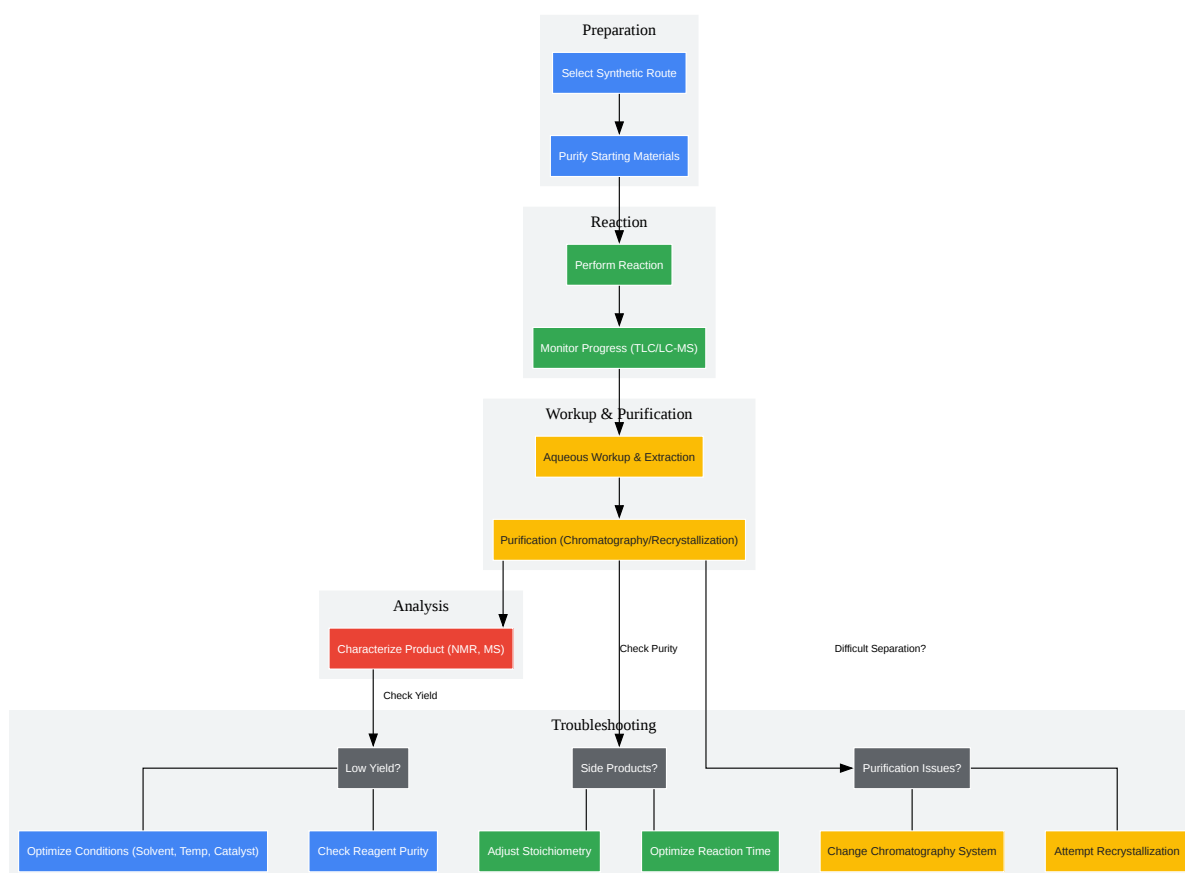 Preparation
Select Synthetic Route
Purify Starting Materials
Reaction
Perform Reaction
Monitor Progress (TLC/LC-MS)
Workup & Purification
Aqueous Workup & Extraction
Purification (Chromatography/Recrystallization)
Analysis
Characterize Product (NMR, MS)
Check Purity
Difficult Separation?
Check Yield
Troubleshooting
Low Yield?
Side Products?
Purification Issues?
Optimize Conditions (Solvent, Temp, Catalyst)
Check Reagent Purity
Adjust Stoichiometry
Optimize Reaction Time
Change Chromatography System
Attempt Recrystallization